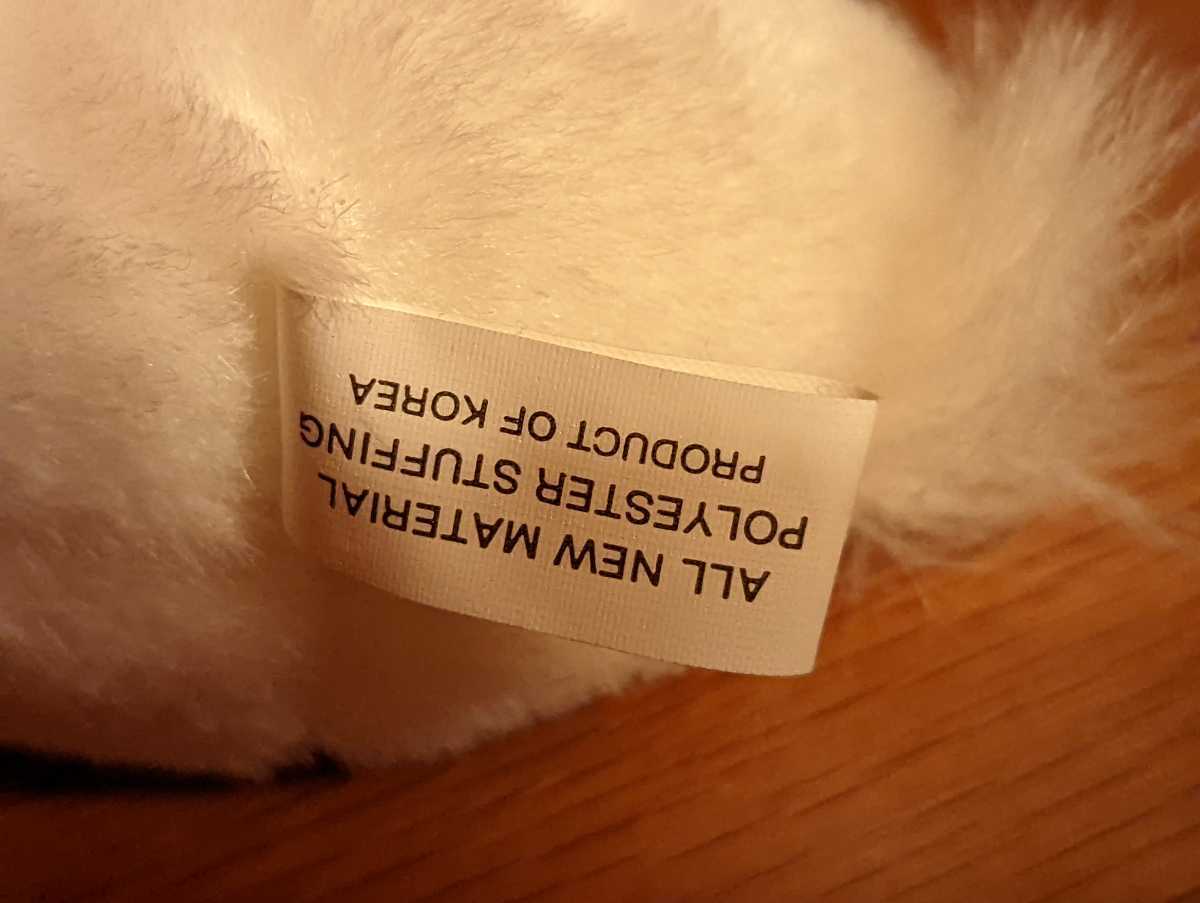 ALL NEW MATERIAL
POLYESTER STUFFING
PRODUCT OF KOREA